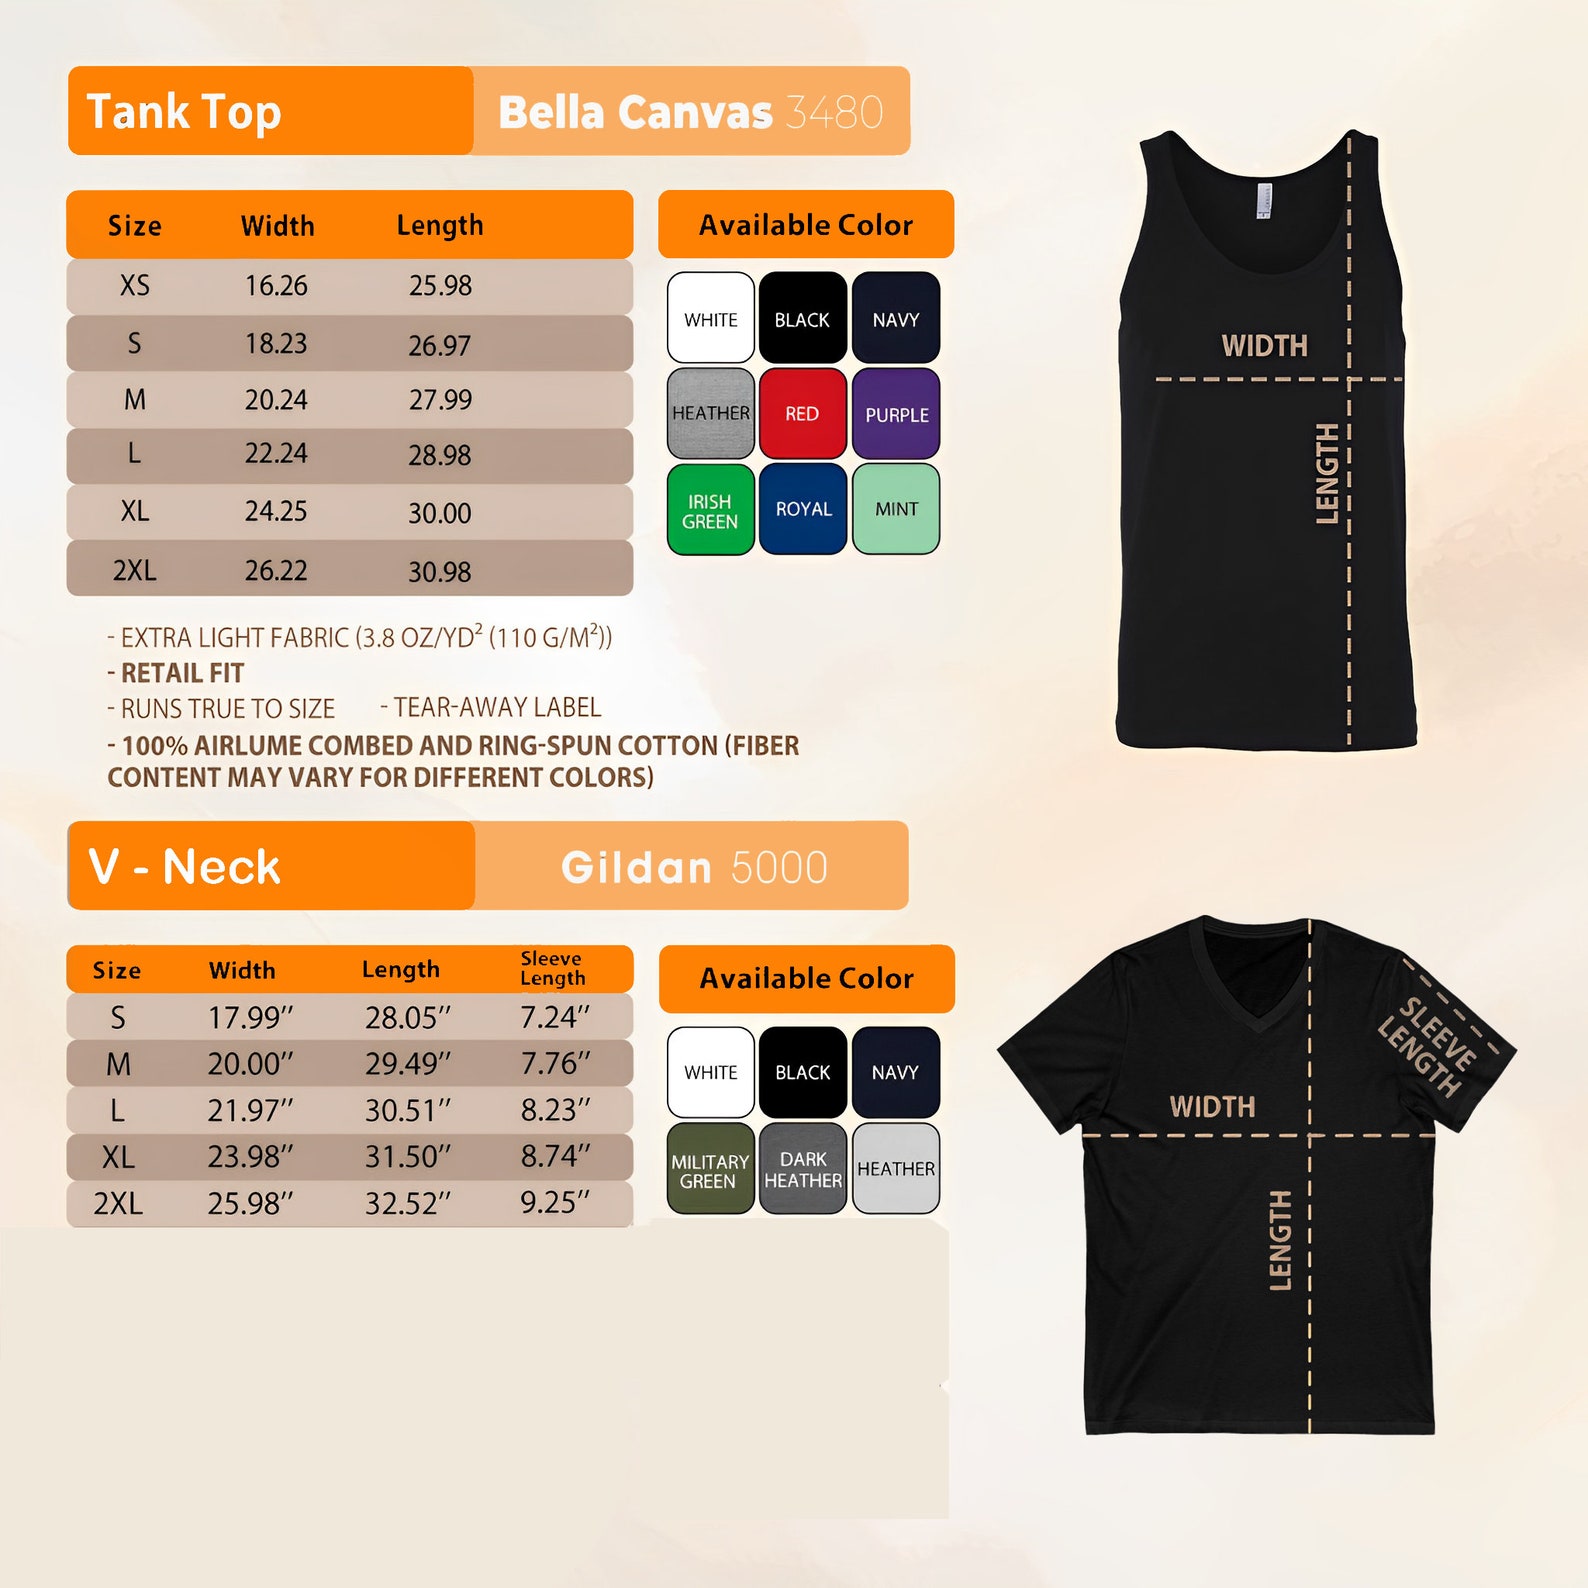 Tank Top
Bella Canvas 3480
Size Width Length
XS 16.26 25.98
S 18.23 26.97
M 20.24 27.99
L 22.24 28.98
XL 24.25 30.00
2XL 26.22 30.98
Available Color
WHITE BLACK NAVY
HEATHER RED PURPLE
IRISH
GREEN
ROYAL
MINT
- EXTRA LIGHT FABRIC (3.8 OZ/YD² (110 G/M²))
- RETAIL FIT
- RUNS TRUE TO SIZE - TEAR-AWAY LABEL
- 100% AIRLUME COMBED AND RING-SPUN COTTON (FIBER
CONTENT MAY VARY FOR DIFFERENT COLORS)
WIDTH
LENGTH
V - Neck
Gildan 5000
Size Width Length Sleeve
Length
S 17.99’’ 28.05’’ 7.24’’
M 20.00’’ 29.49’’ 7.76’’
L 21.97’’ 30.51’’ 8.23’’
XL 23.98’’ 31.50’’ 8.74’’
2XL 25.98’’ 32.52’’ 9.25’’
Available Color
WHITE BLACK NAVY
MILITARY
GREEN
DARK
HEATHER
HEATHER
SLEEVE
LENGTH
WIDTH
LENGTH